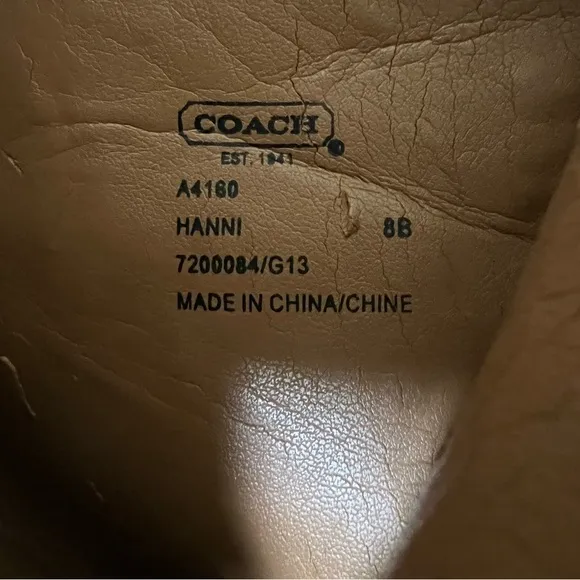 COACH
EST. 1941
A4160
HANNI 8B
7200084/G13
MADE IN CHINA/CHINE